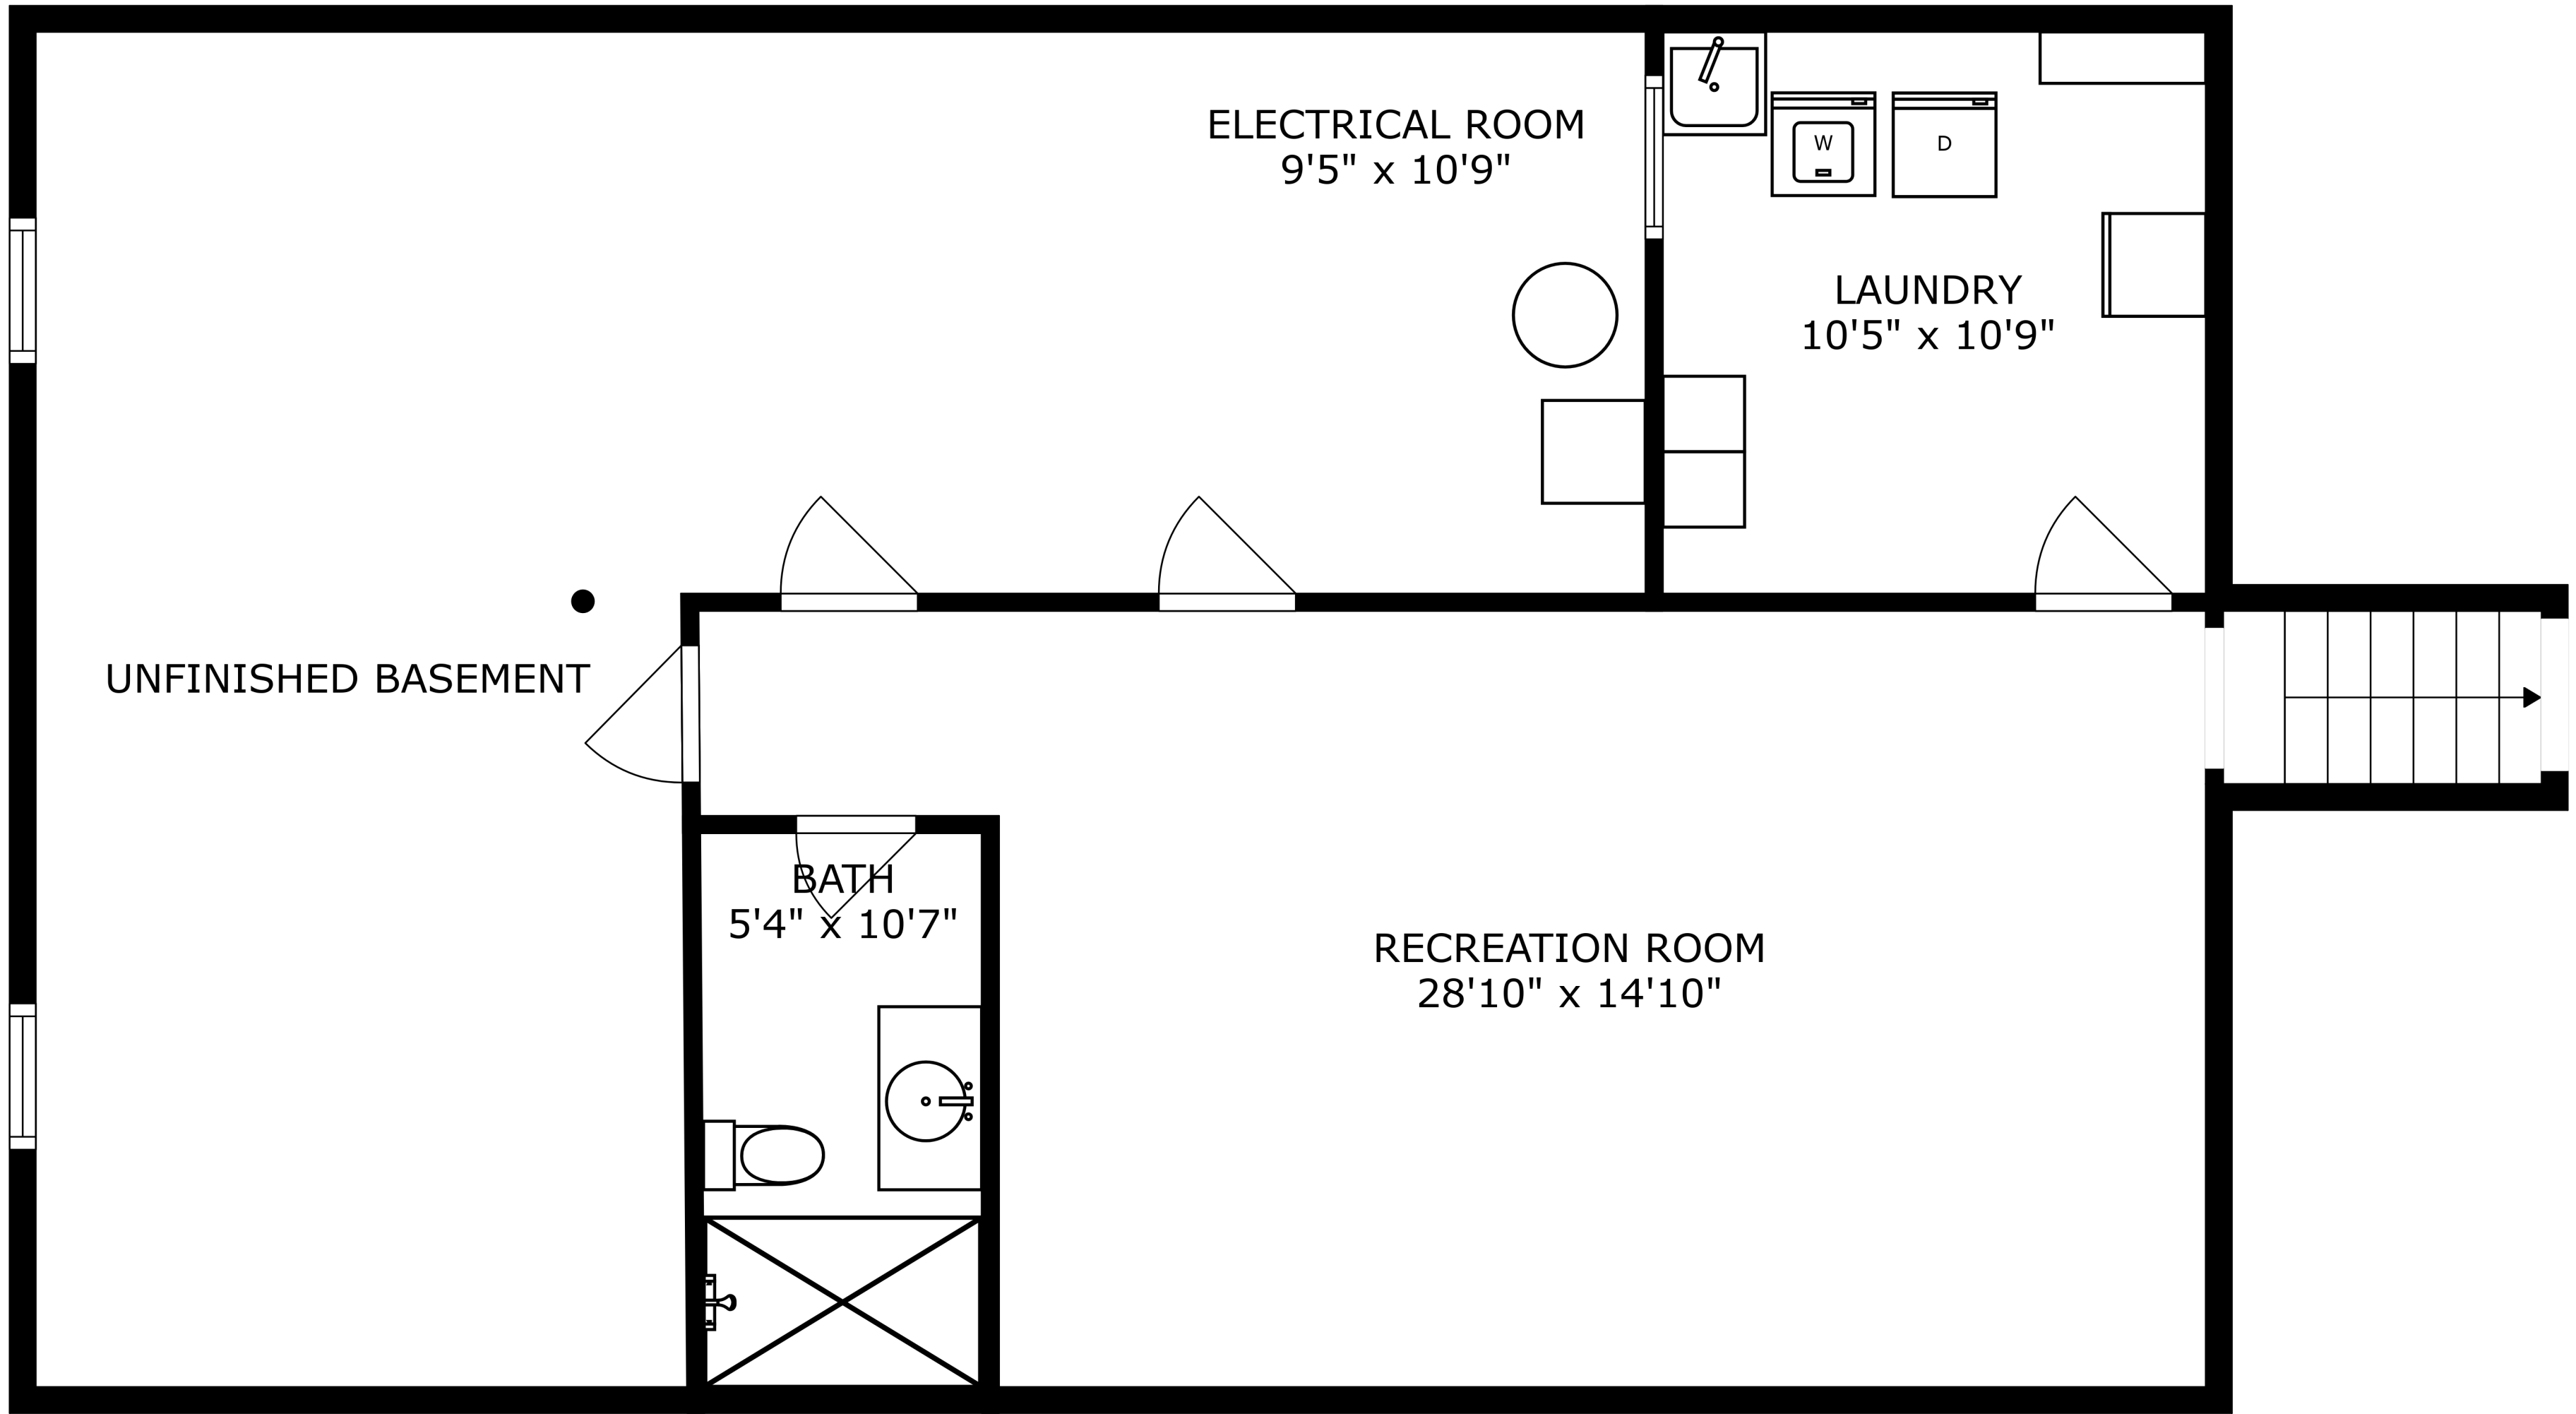 ELECTRICAL ROOM
9'5" x 10'9"
W
D
LAUNDRY
10'5" x 10'9"
UNFINISHED BASEMENT
BATH
5'4" x 10'7"
RECREATION ROOM
28'10" x 14'10"